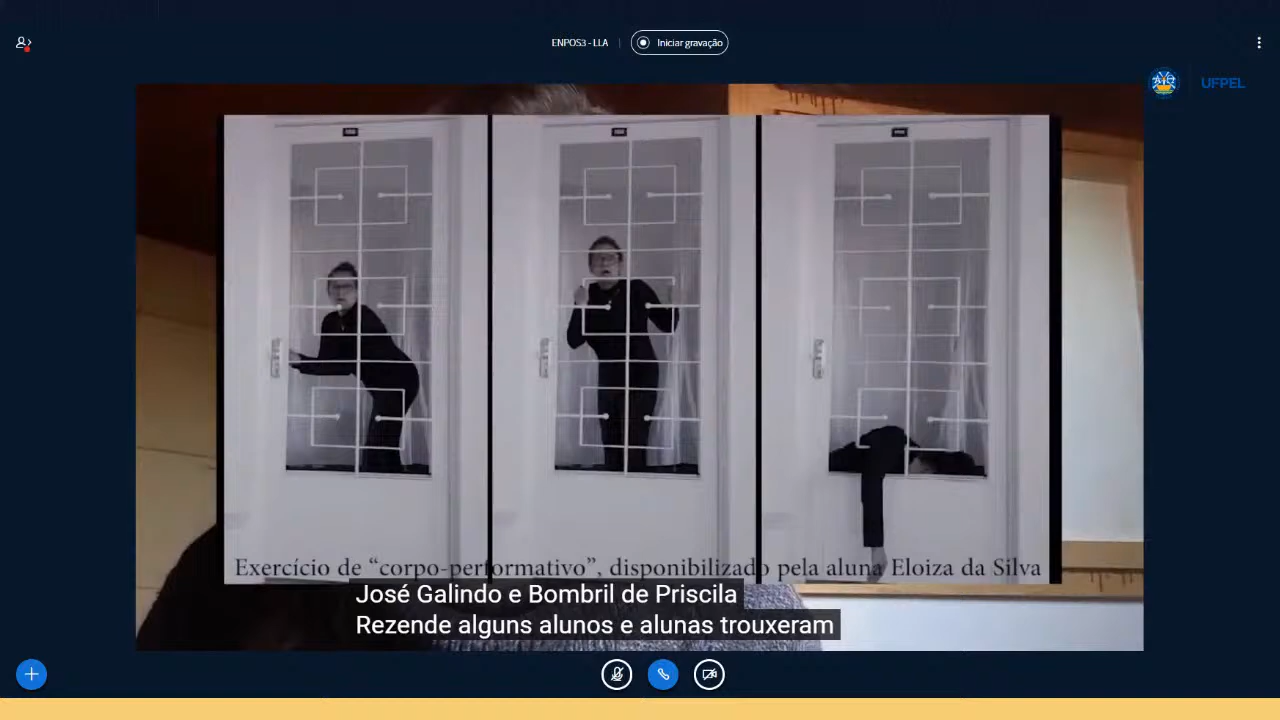 ENPOS3 - LLA
Iniciar gravação
UFPEL
Exercício de “corpo-performativo”, disponibilizado pela aluna Eloiza da Silva
José Galindo e Bombril de Priscila
Rezende alguns alunos e alunas trouxeram